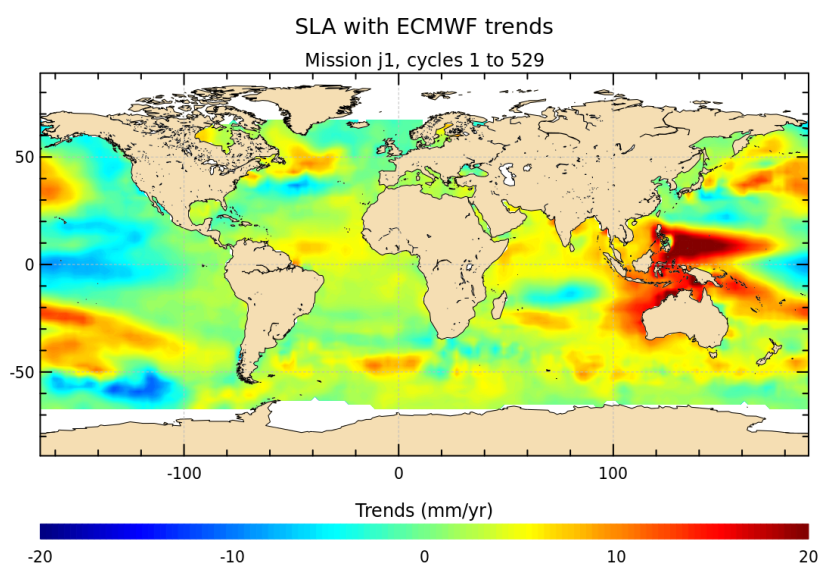 SLA with ECMWF trends
Mission j1, cycles 1 to 529
50
0
-50
-100 0 100
Trends (mm/yr)
-20 -10 0 10 20